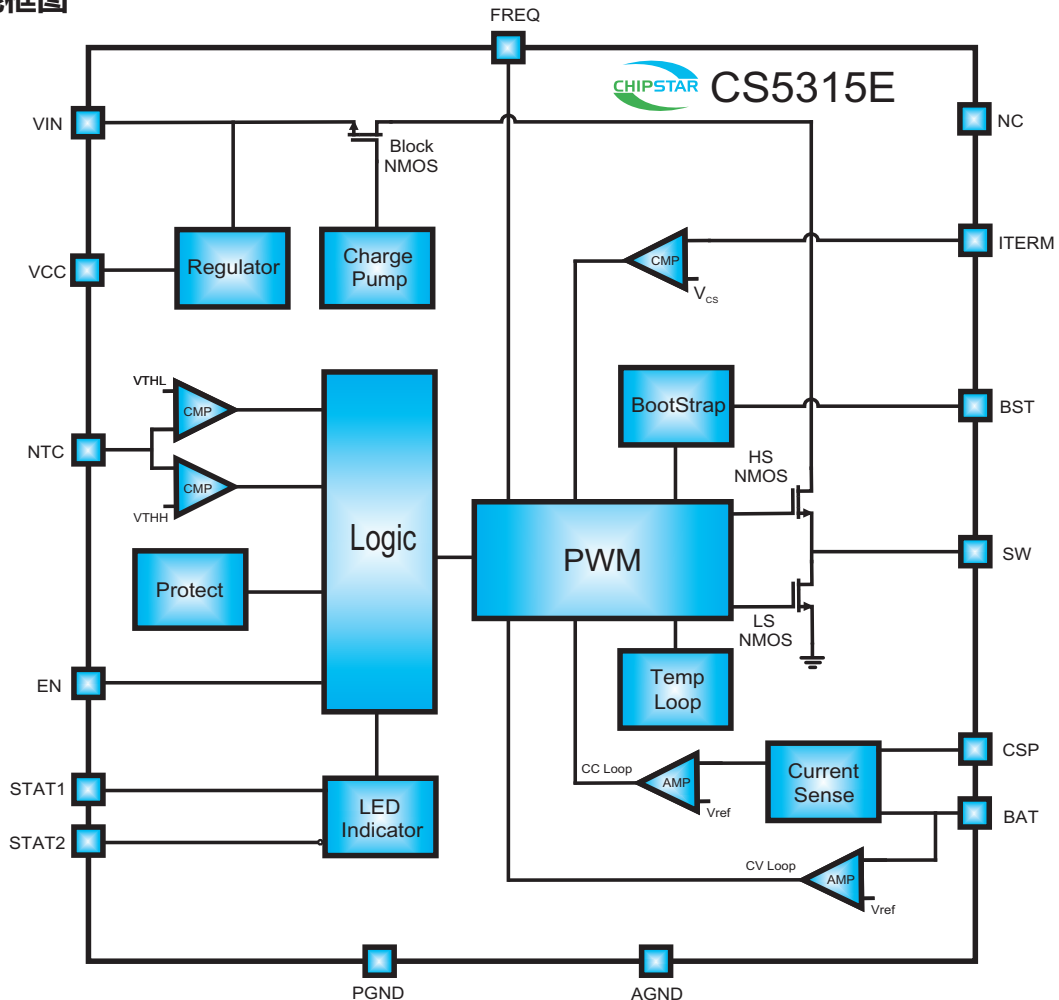 框图
FREQ
CHIPSTAR CS5315E
VIN
NC
Block
NMOS
ITERM
Regulator
Charge
Pump
CMP
VCC
VCS
VTHL
CMP
BootStrap
BST
NTC
CMP
HS
NMOS
VTHH
Logic
PWM
SW
Protect
LS
NMOS
EN
Temp
Loop
CSP
CC Loop
AMP
Current
Sense
STAT1
LED
Indicator
Vref
BAT
STAT2
CV Loop
AMP
Vref
PGND
AGND